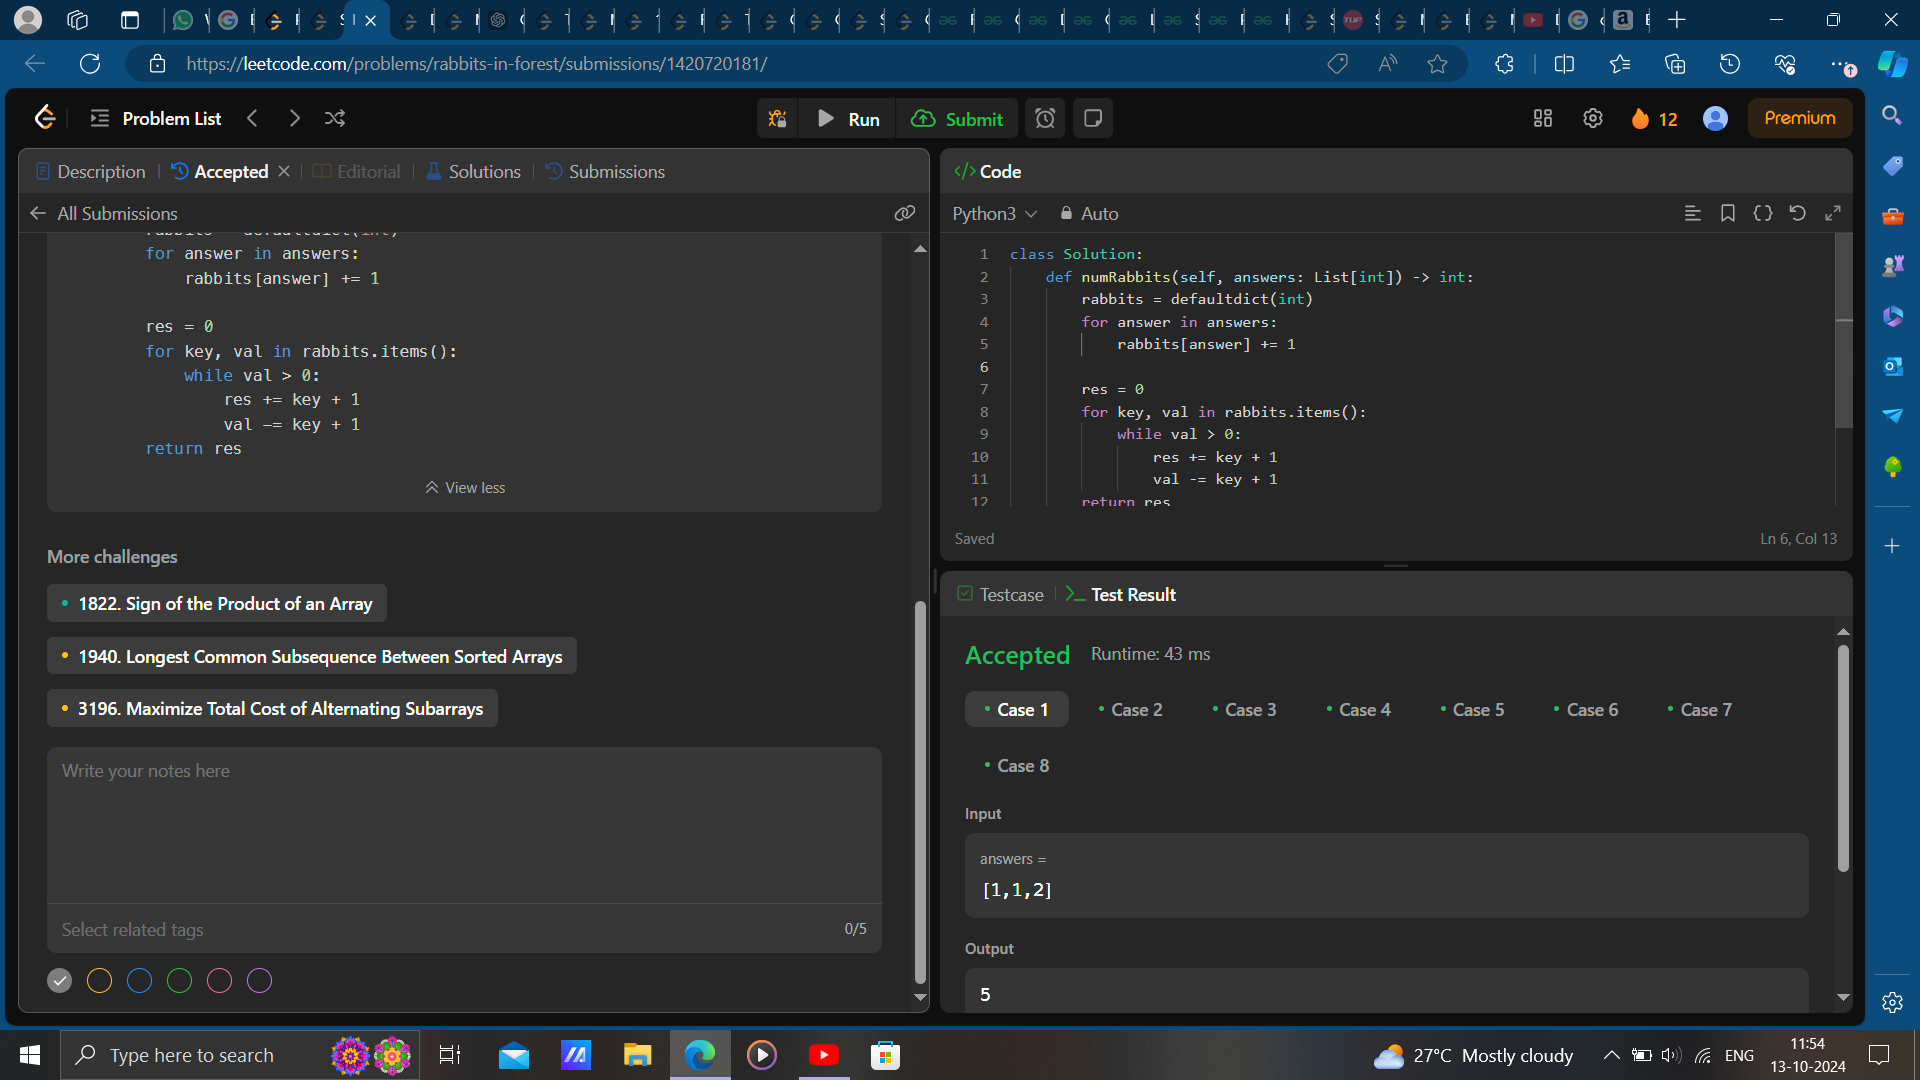 https://leetcode.com/problems/rabbits-in-forest/submissions/1420720181/
Problem List
Run
Submit
12
Premium
Description
Accepted
Editorial
Solutions
Submissions
All Submissions
for answer in answers:
rabbits[answer] += 1
res = 0
for key, val in rabbits.items():
while val > 0:
res += key + 1
val -= key + 1
return res
View less
More challenges
1822. Sign of the Product of an Array
1940. Longest Common Subsequence Between Sorted Arrays
3196. Maximize Total Cost of Alternating Subarrays
Write your notes here
Select related tags
0/5
</> Code
Python3
Auto
1 class Solution:
2 def numRabbits(self, answers: List[int]) -> int:
3 rabbits = defaultdict(int)
4 for answer in answers:
5 rabbits[answer] += 1
6
7 res = 0
8 for key, val in rabbits.items():
9 while val > 0:
10 res += key + 1
11 val -= key + 1
12 return res
Saved
Ln 6, Col 13
Testcase
Test Result
Accepted
Runtime: 43 ms
Case 1
Case 2
Case 3
Case 4
Case 5
Case 6
Case 7
Case 8
Input
answers =
[1,1,2]
Output
5
Type here to search
27°C Mostly cloudy
ENG
11:54
13-10-2024